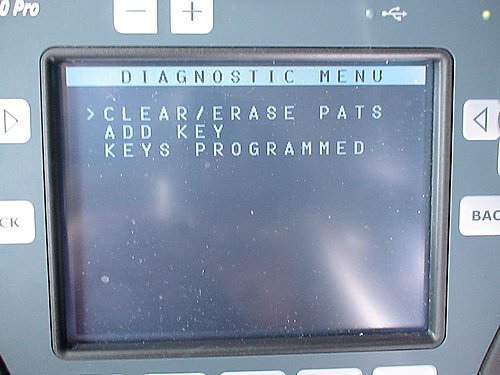 0 Pro
− +
DIAGNOSTIC MENU
>CLEAR/ERASE PATS
ADD KEY
KEYS PROGRAMMED
CK
BAC